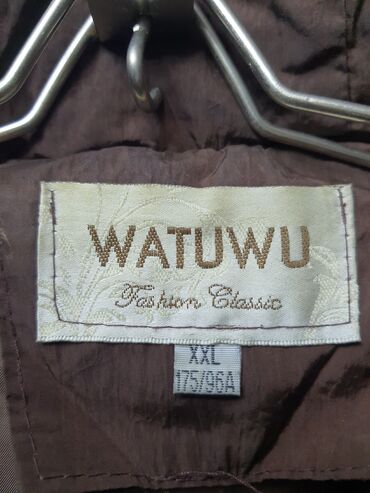 WATUWU
Fashion Classic
XXL
175/96A